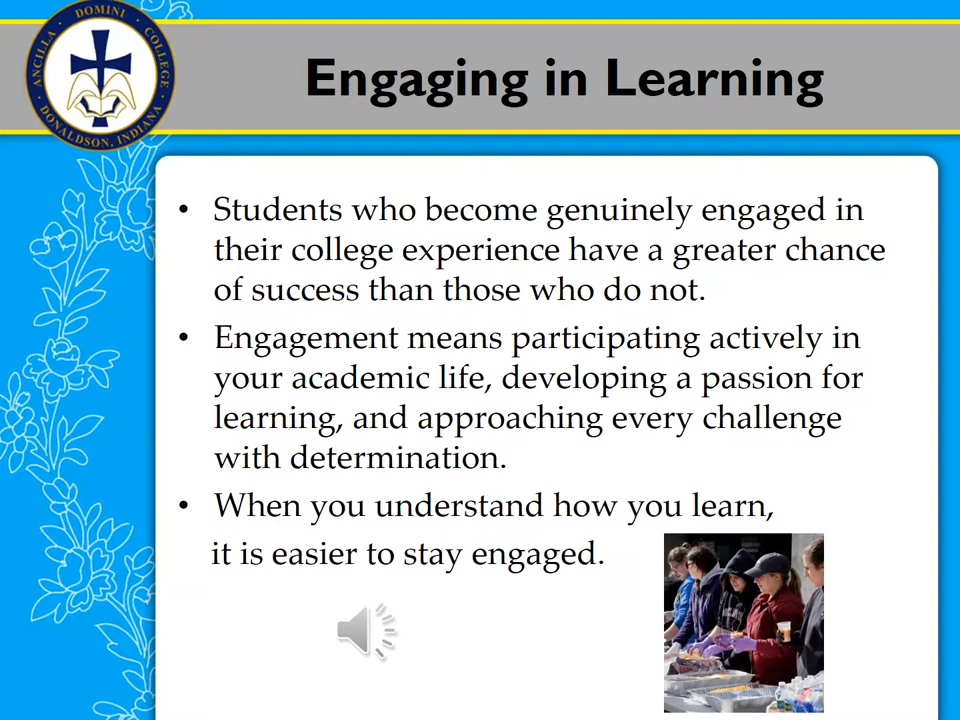 ANCILLA DOMINI COLLEGE
DONALDSON, INDIANA
Engaging in Learning
• Students who become genuinely engaged in
their college experience have a greater chance
of success than those who do not.
• Engagement means participating actively in
your academic life, developing a passion for
learning, and approaching every challenge
with determination.
• When you understand how you learn,
it is easier to stay engaged.